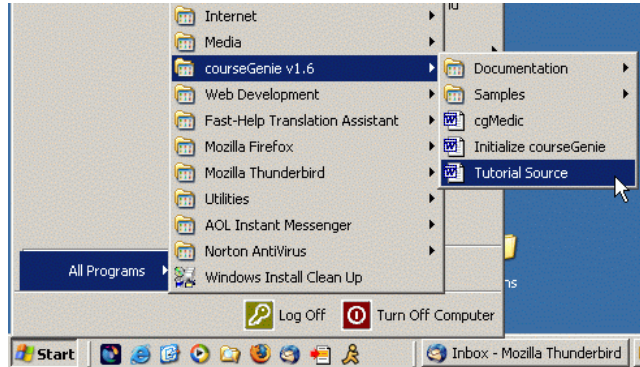 Internet
Media
courseGenie v1.6
Web Development
Fast-Help Translation Assistant
Mozilla Firefox
Mozilla Thunderbird
Utilities
AOL Instant Messenger
Norton AntiVirus
Windows Install Clean Up
Documentation
Samples
cgMedic
Initialize courseGenie
Tutorial Source
All Programs
Log Off
Turn Off Computer
Start
Inbox - Mozilla Thunderbird